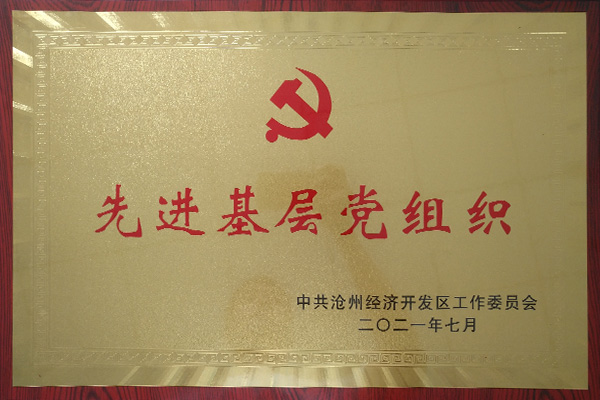 先进基层党组织
中共沧州经济开发区工作委员会
二〇二一年七月